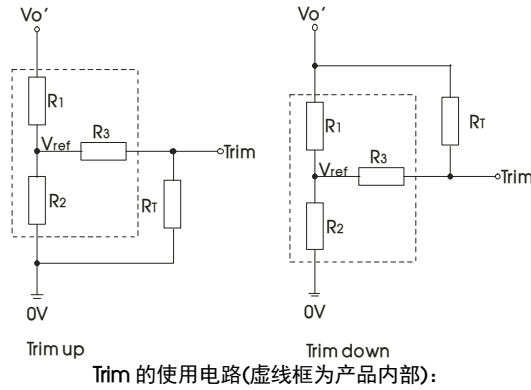 Vo'
R1
Vref
R3
Trim
R2
RT
0V
Trim up
Vo'
R1
RT
Vref
R3
Trim
R2
0V
Trim down
Trim 的使用电路(虚线框为产品内部):